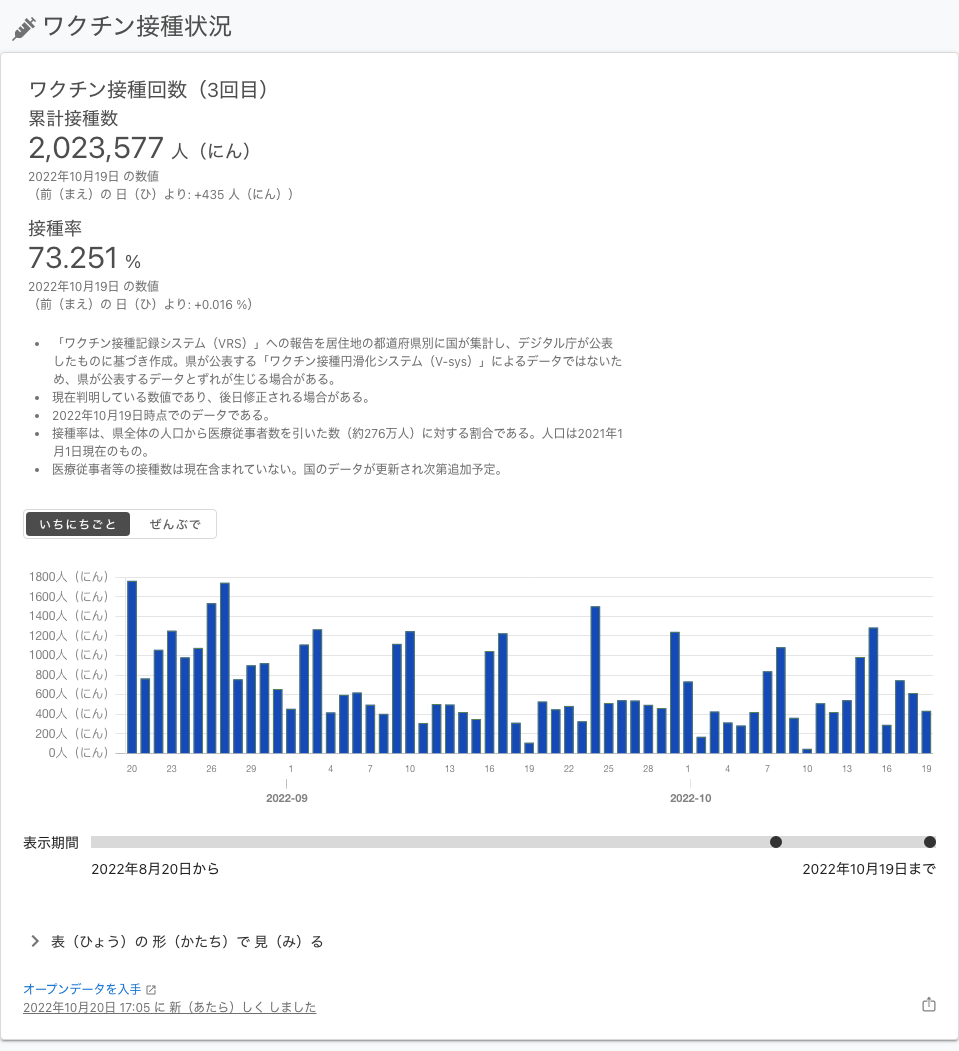 ワクチン接種状況
ワクチン接種回数（3回目）
累計接種数
2,023,577 人（にん）
2022年10月19日 の数値
（前（まえ）の 日（ひ）より: +435 人（にん））
接種率
73.251 %
2022年10月19日 の数値
（前（まえ）の 日（ひ）より: +0.016 %）
• 「ワクチン接種記録システム（VRS）」への報告を居住地の都道府県別に国が集計し、デジタル庁が公表
したものに基づき作成。県が公表する「ワクチン接種円滑化システム（V-sys）」によるデータではないた
め、県が公表するデータとずれが生じる場合がある。
• 現在判明している数値であり、後日修正される場合がある。
• 2022年10月19日時点でのデータである。
• 接種率は、県全体の人口から医療従事者数を引いた数（約276万人）に対する割合である。人口は2021年1
月1日現在のもの。
• 医療従事者等の接種数は現在含まれていない。国のデータが更新され次第追加予定。
いちにちごと ぜんぶで
1800人（にん）
1600人（にん）
1400人（にん）
1200人（にん）
1000人（にん）
800人（にん）
600人（にん）
400人（にん）
200人（にん）
0人（にん）
20 23 26 29 1 4 7 10 13 16 19 22 25 28 1 4 7 10 13 16 19
2022-09 2022-10
表示期間
2022年8月20日から 2022年10月19日まで
表（ひょう）の 形（かたち）で 見（み）る
オープンデータを入手
2022年10月20日 17:05 に 新（あたら）しく しました